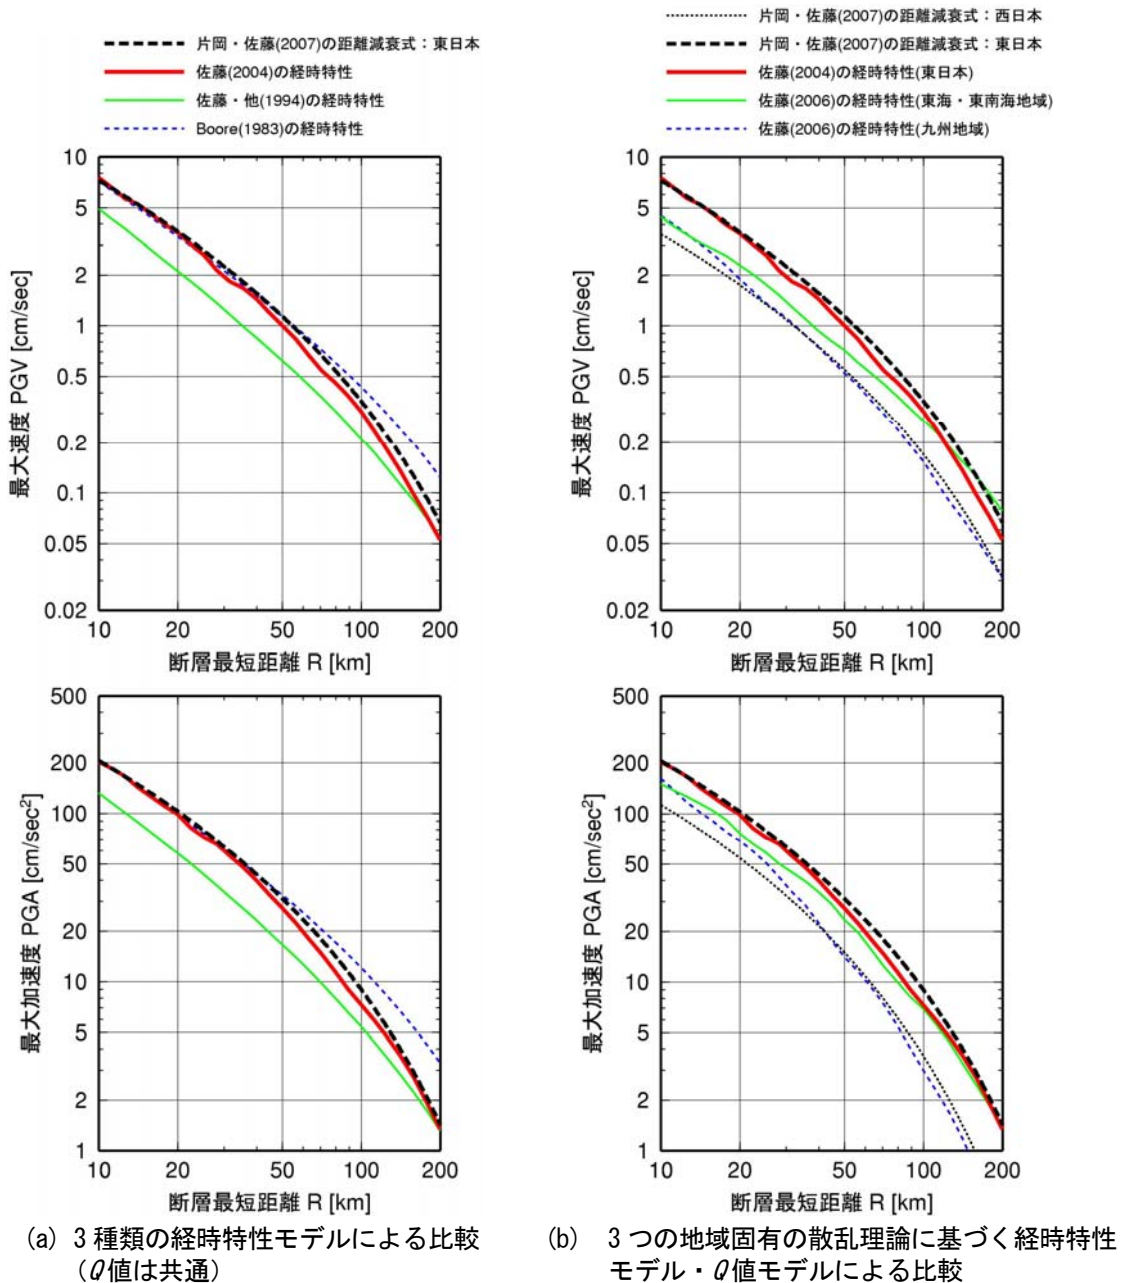 片岡・佐藤(2007)の距離減衰式：東日本
佐藤(2004)の経時特性
佐藤・他(1994)の経時特性
Boore(1983)の経時特性
10
5
2
1
0.5
0.2
0.1
0.05
0.02
最大速度 PGV [cm/sec]
10 20 50 100 200
断層最短距離 R [km]
500
200
100
50
20
10
5
2
1
最大加速度 PGA [cm/sec²]
10 20 50 100 200
断層最短距離 R [km]
(a) 3種類の経時特性モデルによる比較
（Q値は共通）
片岡・佐藤(2007)の距離減衰式：西日本
片岡・佐藤(2007)の距離減衰式：東日本
佐藤(2004)の経時特性(東日本)
佐藤(2006)の経時特性(東海・東南海地域)
佐藤(2006)の経時特性(九州地域)
10
5
2
1
0.5
0.2
0.1
0.05
0.02
最大速度 PGV [cm/sec]
10 20 50 100 200
断層最短距離 R [km]
500
200
100
50
20
10
5
2
1
最大加速度 PGA [cm/sec²]
10 20 50 100 200
断層最短距離 R [km]
(b) 3つの地域固有の散乱理論に基づく経時特性
モデル・Q値モデルによる比較